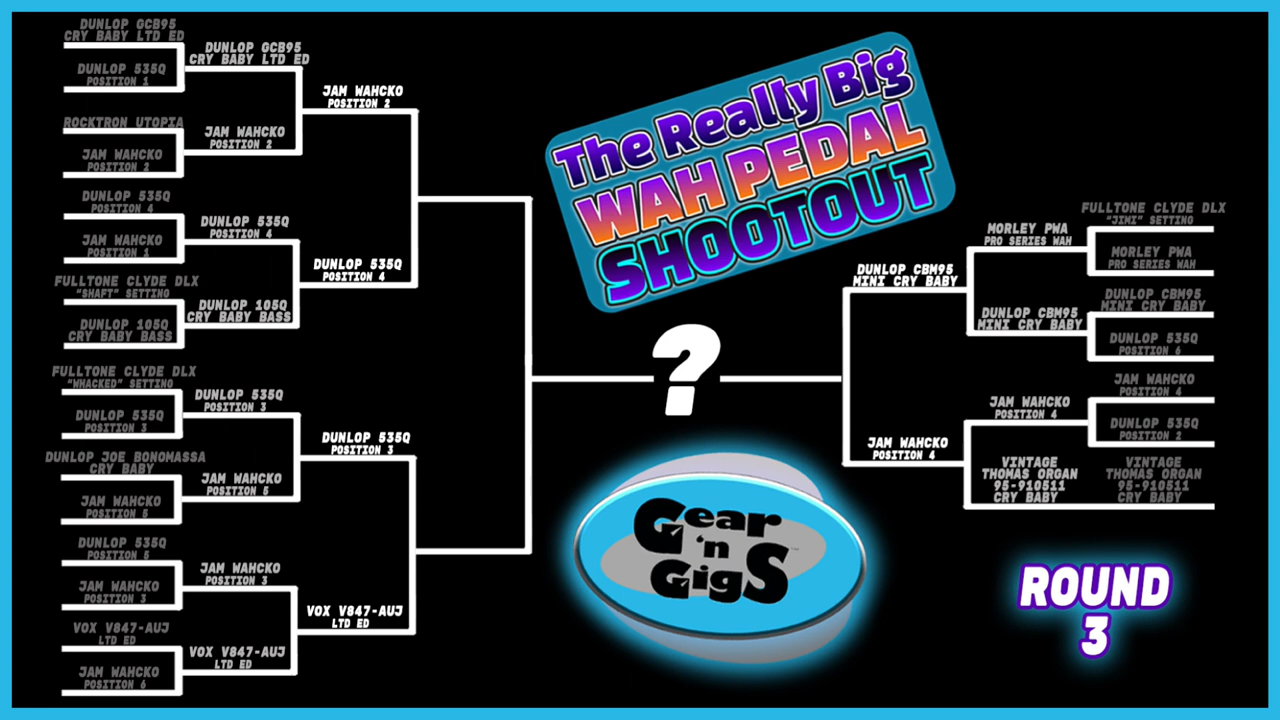 DUNLOP GCB95
CRY BABY LTD ED
DUNLOP 535Q
POSITION 1
ROCKTRON UTOPIA
JAM WAHCKO
POSITION 2
DUNLOP 535Q
POSITION 4
JAM WAHCKO
POSITION 1
FULLTONE CLYDE DLX
"SHAFT" SETTING
DUNLOP 105Q
CRY BABY BASS
FULLTONE CLYDE DLX
"WHACKED" SETTING
DUNLOP 535Q
POSITION 3
DUNLOP JOE BONOMASSA
CRY BABY
JAM WAHCKO
POSITION 5
DUNLOP 535Q
POSITION 5
JAM WAHCKO
POSITION 3
VOX V847-AUJ
LTD ED
JAM WAHCKO
POSITION 6
DUNLOP GCB95
CRY BABY LTD ED
JAM WAHCKO
POSITION 2
DUNLOP 535Q
POSITION 4
DUNLOP 105Q
CRY BABY BASS
DUNLOP 535Q
POSITION 3
JAM WAHCKO
POSITION 5
JAM WAHCKO
POSITION 3
VOX V847-AUJ
LTD ED
JAM WAHCKO
POSITION 2
DUNLOP 535Q
POSITION 4
DUNLOP 535Q
POSITION 3
VOX V847-AUJ
LTD ED
The Really Big
WAH PEDAL
SHOOTOUT
?
Gear
'n
GigS
DUNLOP CBM95
MINI CRY BABY
JAM WAHCKO
POSITION 4
MORLEY PWA
PRO SERIES WAH
DUNLOP CBM95
MINI CRY BABY
JAM WAHCKO
POSITION 4
VINTAGE
THOMAS ORGAN
95-910511
CRY BABY
FULLTONE CLYDE DLX
"JIMI" SETTING
MORLEY PWA
PRO SERIES WAH
DUNLOP CBM95
MINI CRY BABY
DUNLOP 535Q
POSITION 6
JAM WAHCKO
POSITION 4
DUNLOP 535Q
POSITION 2
VINTAGE
THOMAS ORGAN
95-910511
CRY BABY
ROUND
3